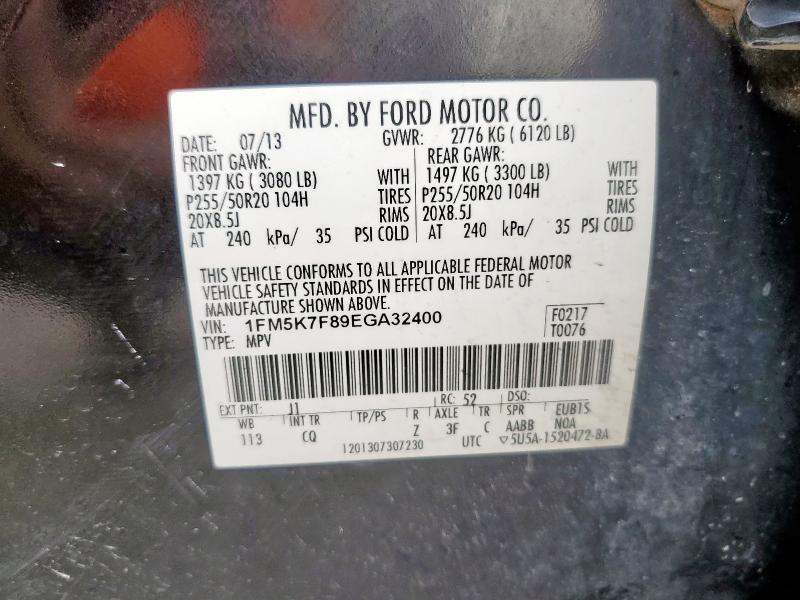 MFD. BY FORD MOTOR CO.
DATE: 07/13 GVWR: 2776 KG ( 6120 LB)
FRONT GAWR: REAR GAWR:
1397 KG ( 3080 LB) WITH 1497 KG ( 3300 LB) WITH
P255/50R20 104H TIRES P255/50R20 104H TIRES
20X8.5J RIMS 20X8.5J RIMS
AT 240 kPa/ 35 PSI COLD AT 240 kPa/ 35 PSI COLD
THIS VEHICLE CONFORMS TO ALL APPLICABLE FEDERAL MOTOR
VEHICLE SAFETY STANDARDS IN EFFECT ON THE DATE OF
MANUFACTURE SHOWN ABOVE.
VIN: 1FM5K7F89EGA32400 F0217
TYPE: MPV T0076
EXT PNT: J1 RC: 52 DSO:
WB INT TR TP/PS R AXLE TR SPR EUB1S
113 CQ Z 3F C AABB NOA
1201307307230 UTC ▽5U5A-1520472-BA